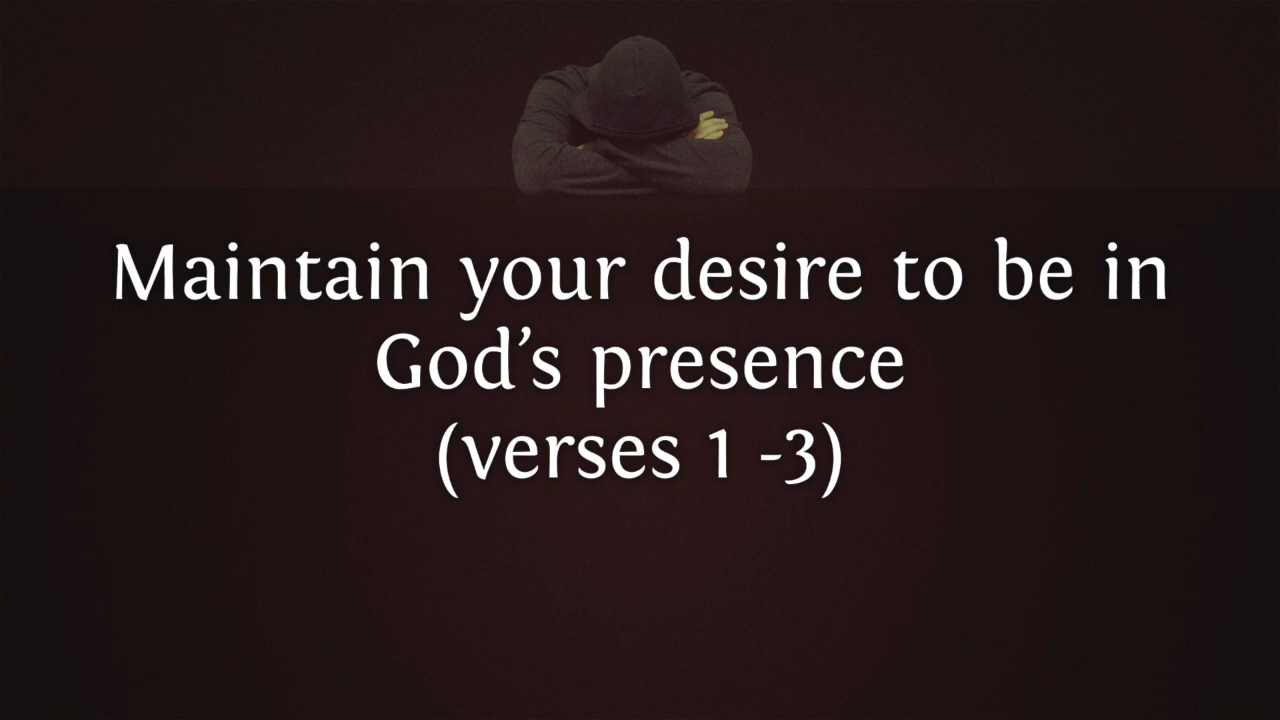 Maintain your desire to be in
God’s presence
(verses 1 -3)